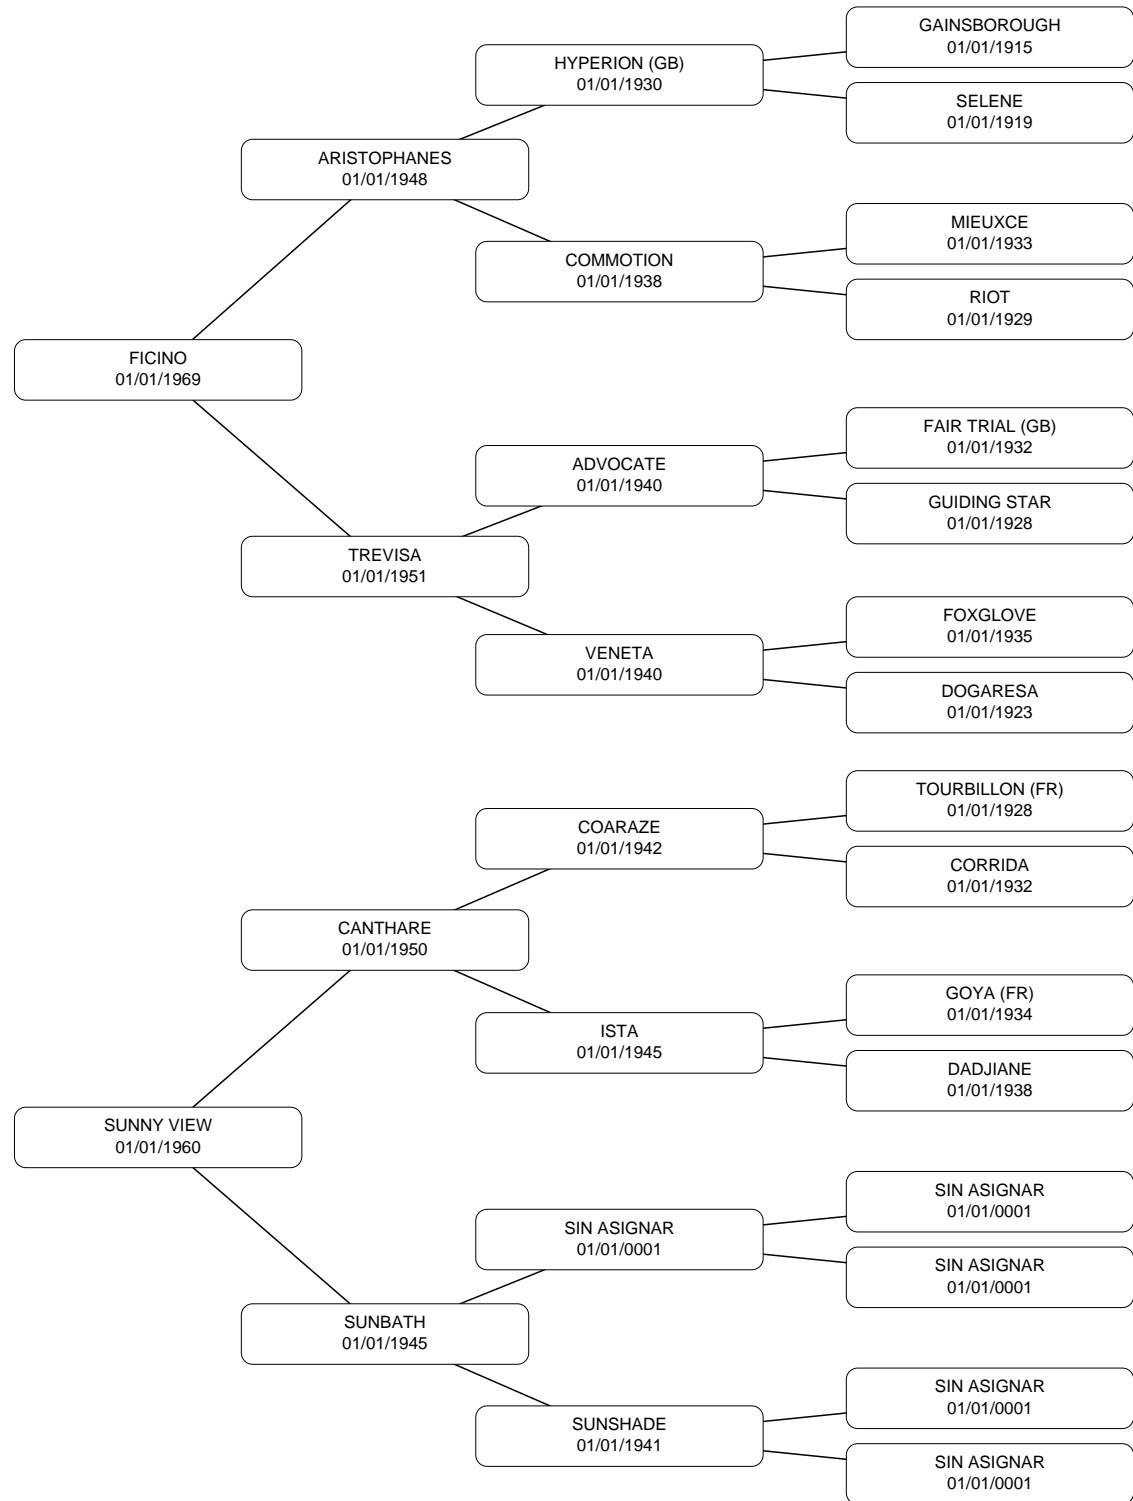 GAINSBOROUGH
01/01/1915
HYPERION (GB)
01/01/1930
SELENE
01/01/1919
ARISTOPHANES
01/01/1948
MIEUXCE
01/01/1933
COMMOTION
01/01/1938
RIOT
01/01/1929
FICINO
01/01/1969
FAIR TRIAL (GB)
01/01/1932
ADVOCATE
01/01/1940
GUIDING STAR
01/01/1928
TREVISA
01/01/1951
FOXGLOVE
01/01/1935
VENETA
01/01/1940
DOGARESA
01/01/1923
TOURBILLON (FR)
01/01/1928
COARAZE
01/01/1942
CORRIDA
01/01/1932
CANTHARE
01/01/1950
GOYA (FR)
01/01/1934
ISTA
01/01/1945
DADJIANE
01/01/1938
SUNNY VIEW
01/01/1960
SIN ASIGNAR
01/01/0001
SIN ASIGNAR
01/01/0001
SIN ASIGNAR
01/01/0001
SUNBATH
01/01/1945
SIN ASIGNAR
01/01/0001
SUNSHADE
01/01/1941
SIN ASIGNAR
01/01/0001